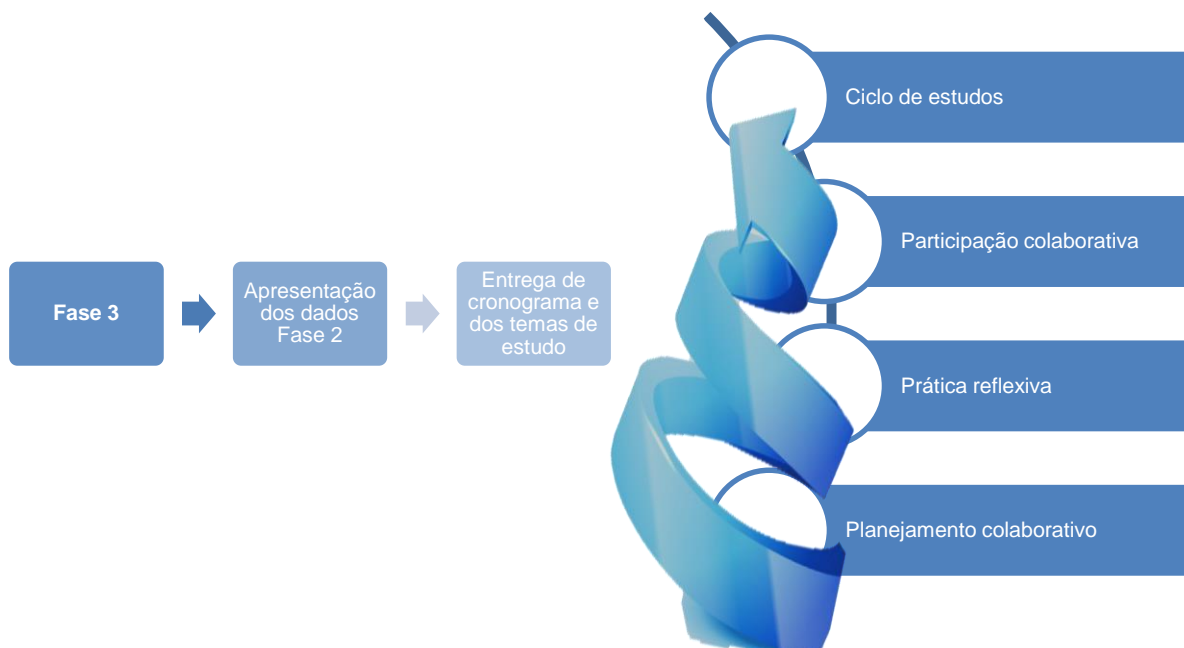 Fase 3
Apresentação
dos dados
Fase 2
Entrega de
cronograma e
dos temas de
estudo
Ciclo de estudos
Participação colaborativa
Prática reflexiva
Planejamento colaborativo